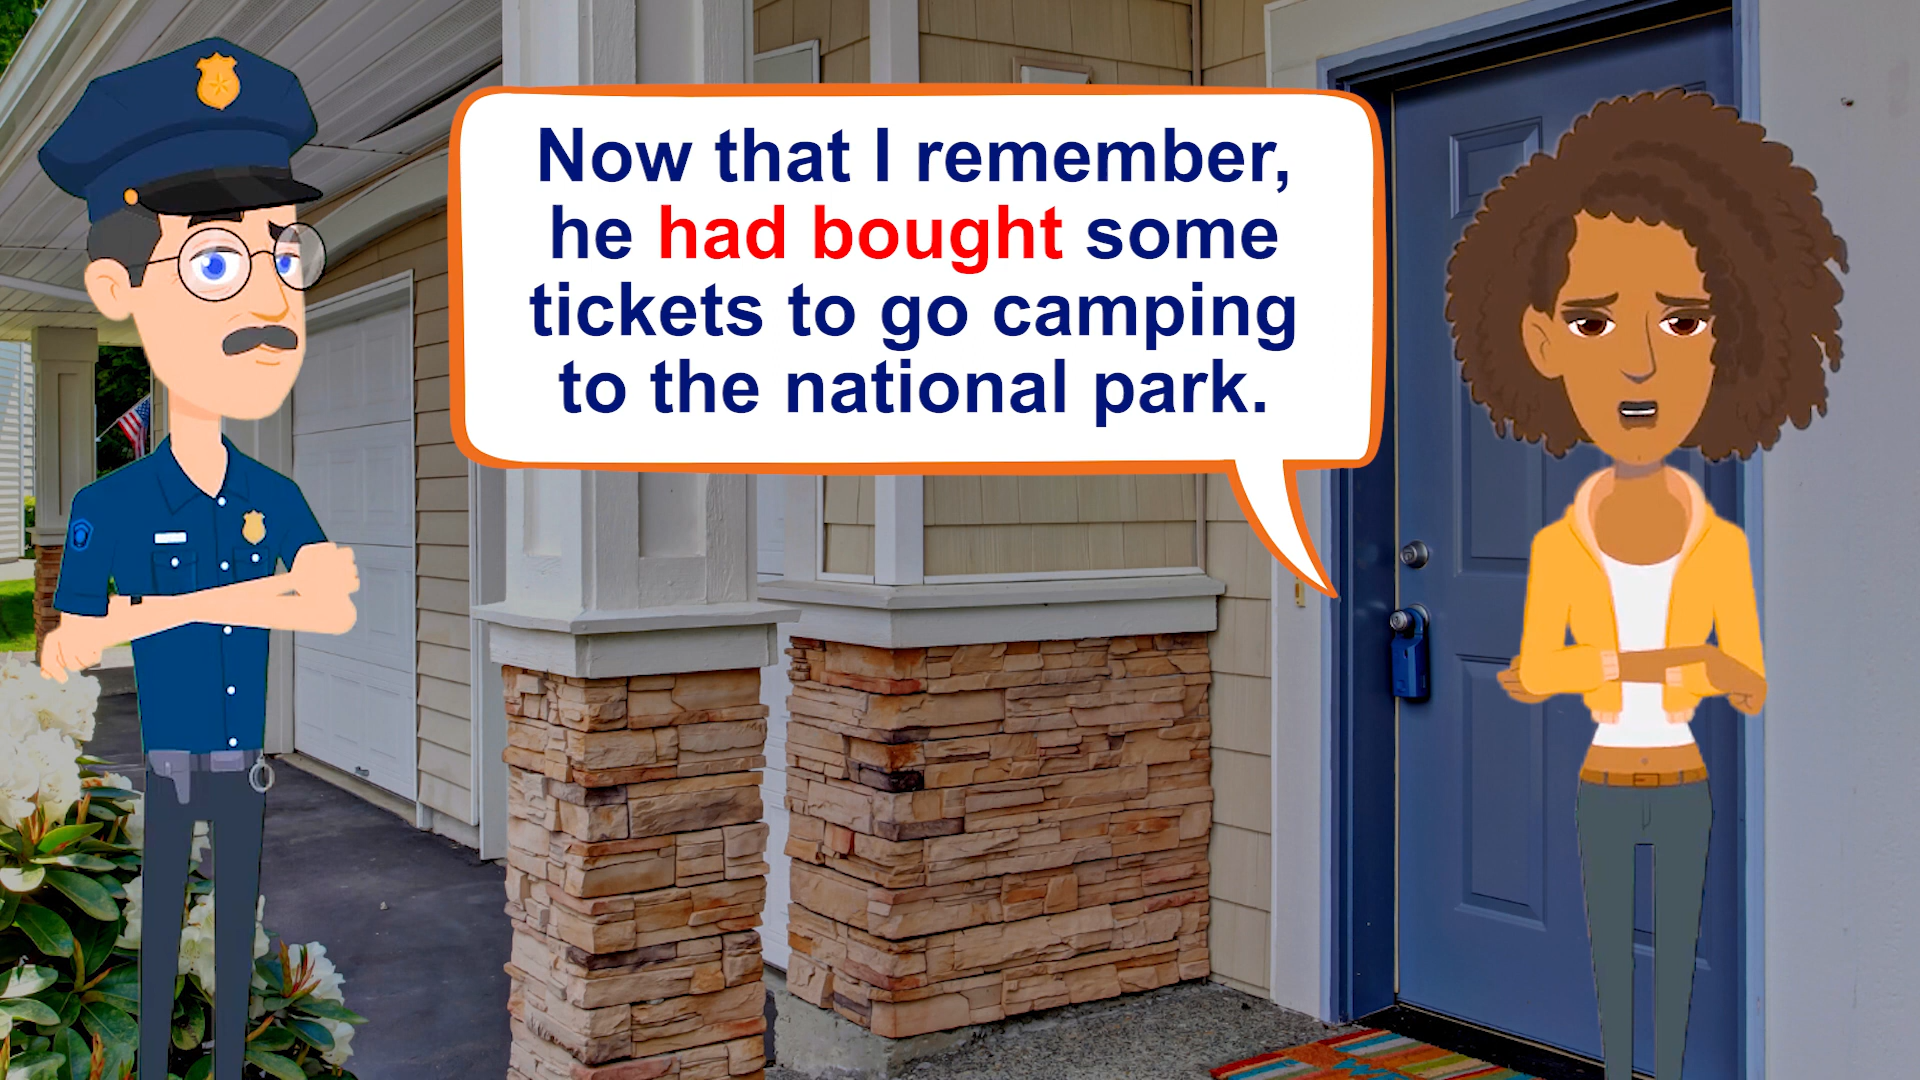 Now that I remember,
he had bought some
tickets to go camping
to the national park.